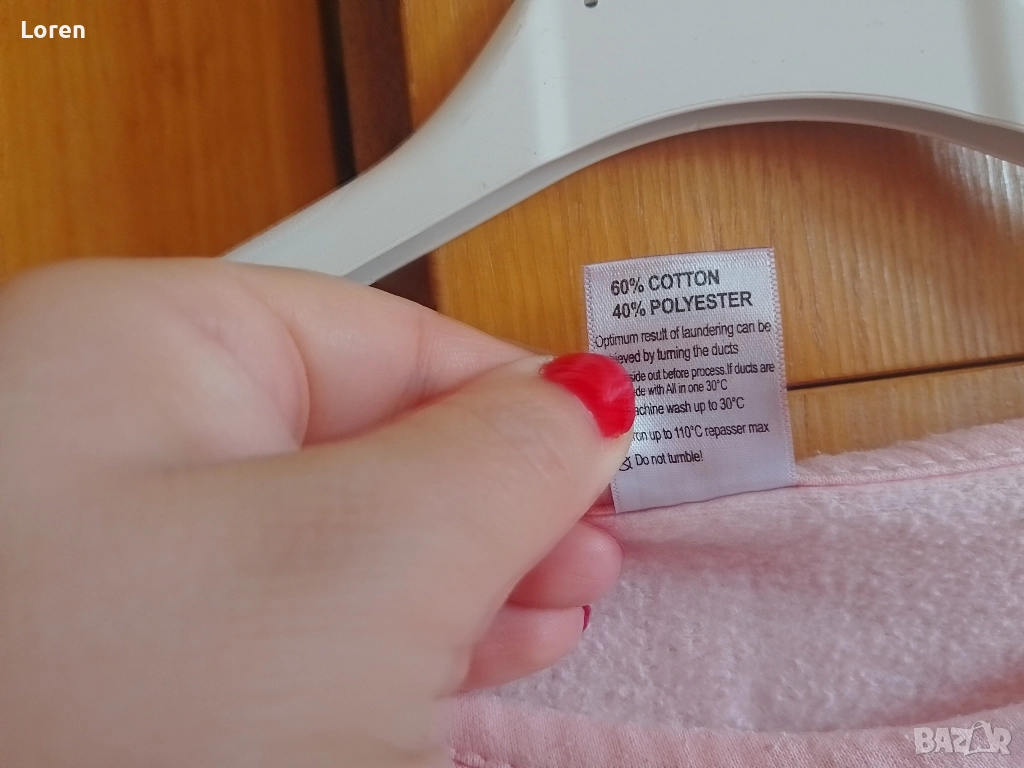 Loren
60% COTTON
40% POLYESTER
Optimum result of laundering can be
ieved by turning the ducts
side out before process.If ducts are
de with All in one 30°C
achine wash up to 30°C
ron up to 110°C repasser max
Do not tumble!
BAZAR